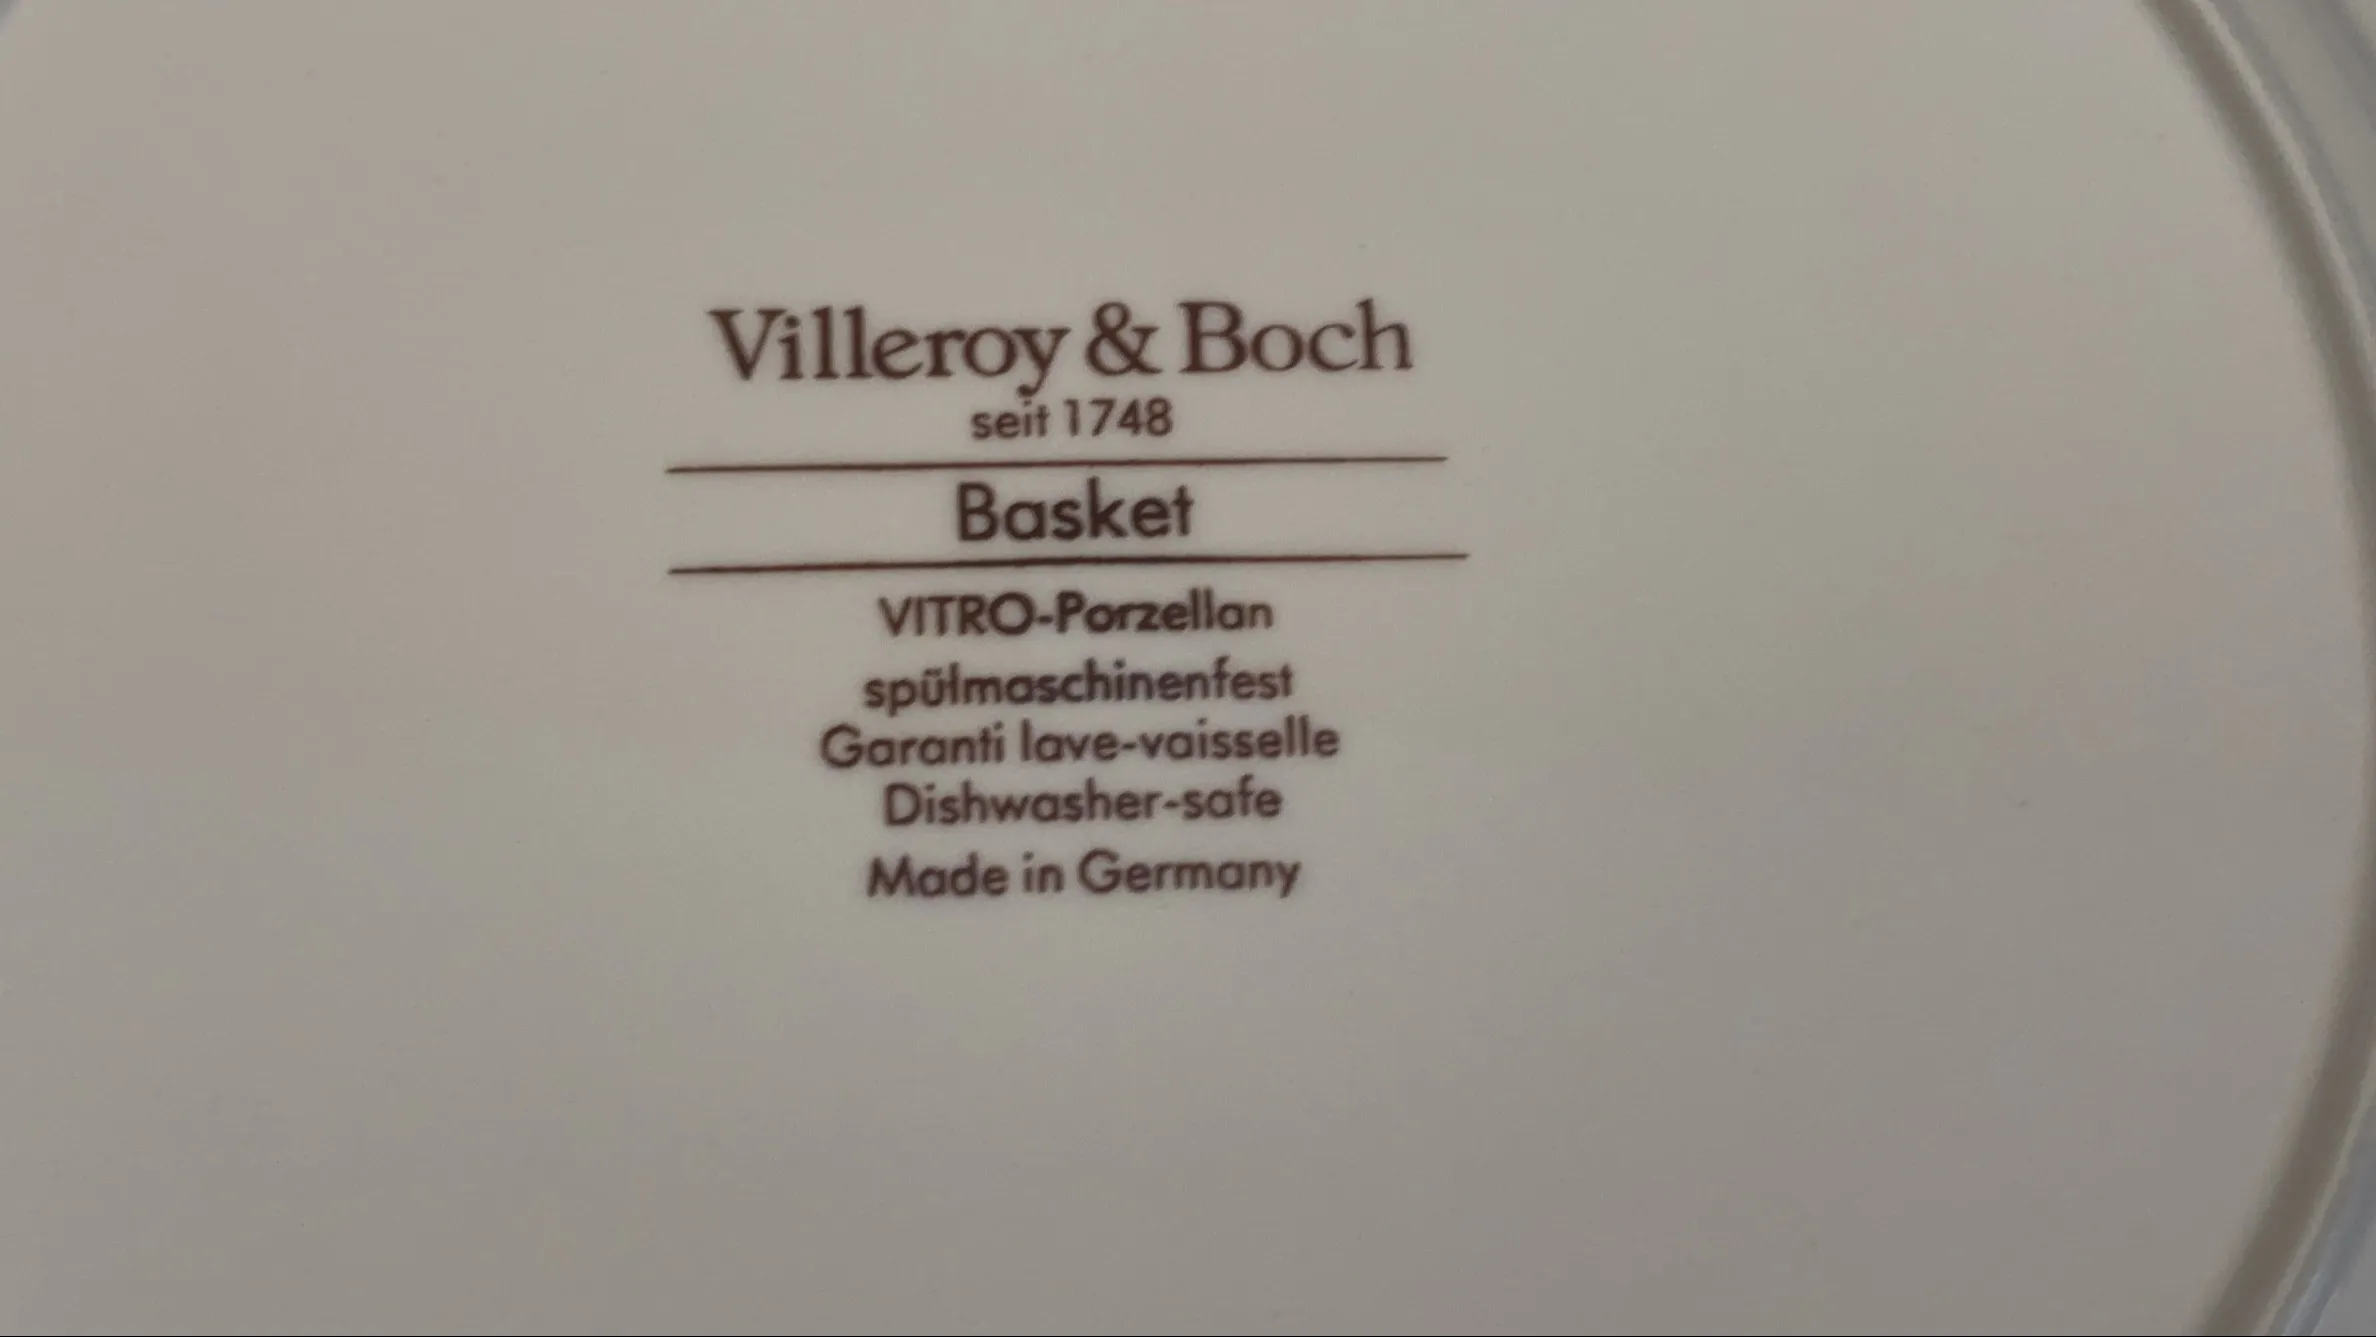 Villeroy & Boch
seit 1748
Basket
VITRO-Porzellan
spülmaschinenfest
Garanti lave-vaisselle
Dishwasher-safe
Made in Germany